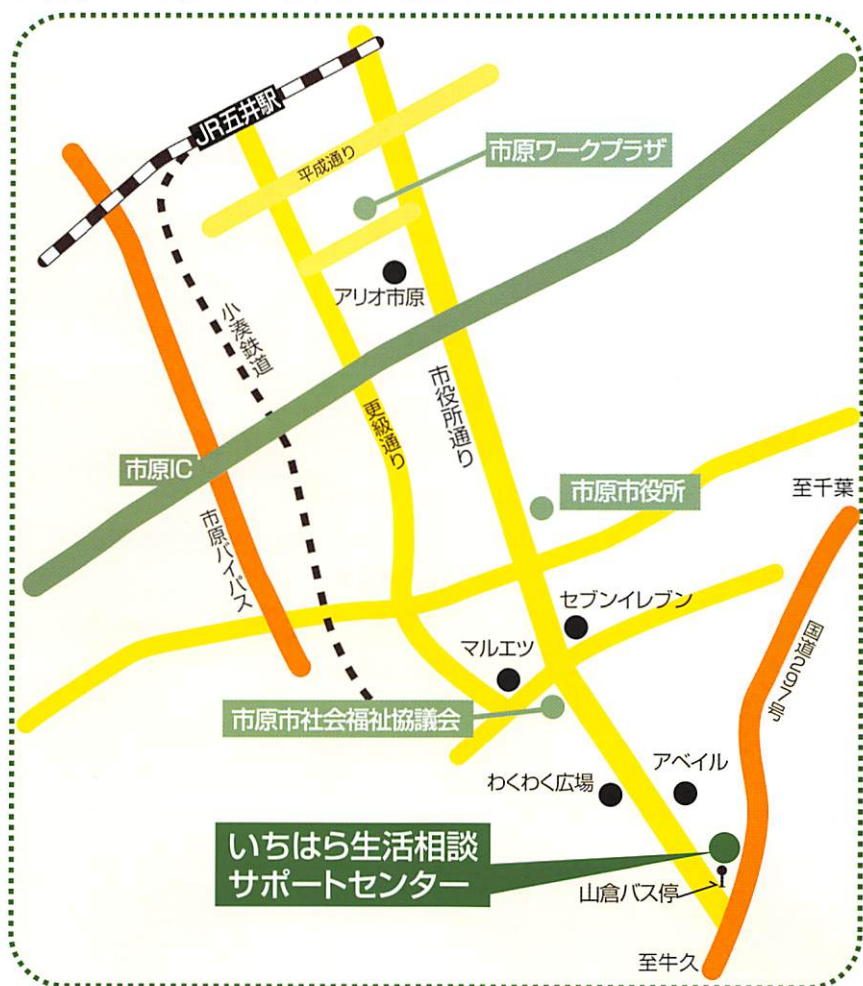 JR五井駅
平成通り
市原ワークプラザ
アリオ市原
小湊鉄道
更級通り
市役所通り
市原IC
市原バイパス
市原市役所
至千葉
セブンイレブン
マルエツ
国道297号
市原市社会福祉協議会
アベイル
わくわく広場
いちはら生活相談
サポートセンター
山倉バス停
至牛久